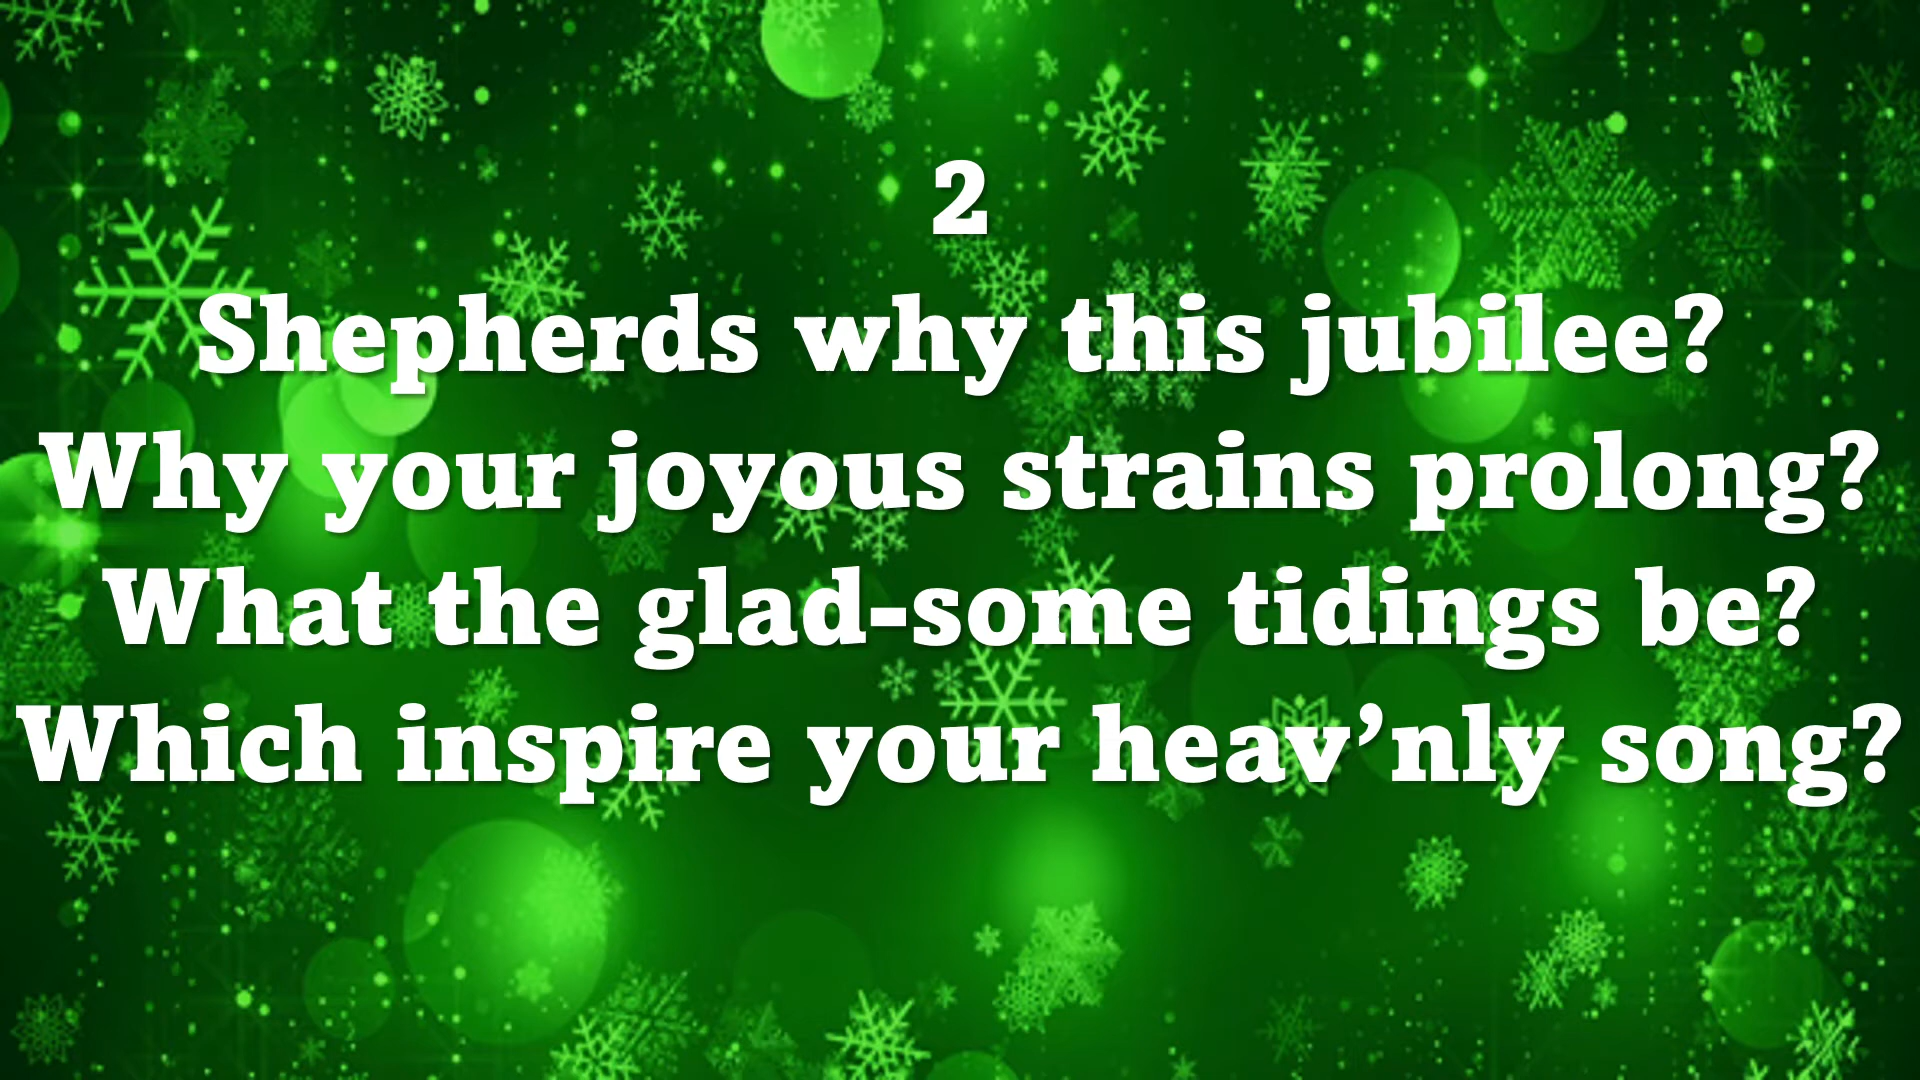 2
Shepherds why this jubilee?
Why your joyous strains prolong?
What the glad-some tidings be?
Which inspire your heav’nly song?